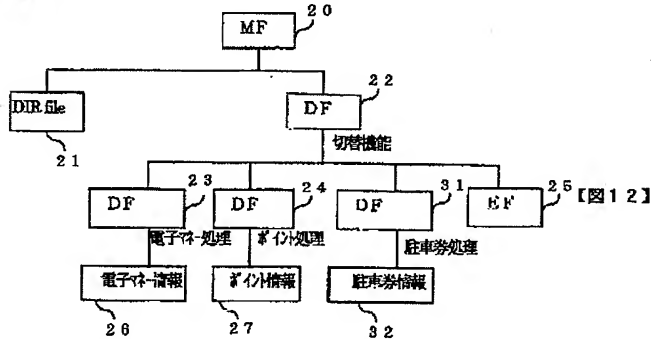 20
MF
22
DIR file
DF
切替機能
21
23
24
31
DF
DF
DF
EF
25
【図12】
電子マネー処理
ポイント処理
駐車券処理
電子マネー情報
ポイント情報
駐車券情報
26
27
32